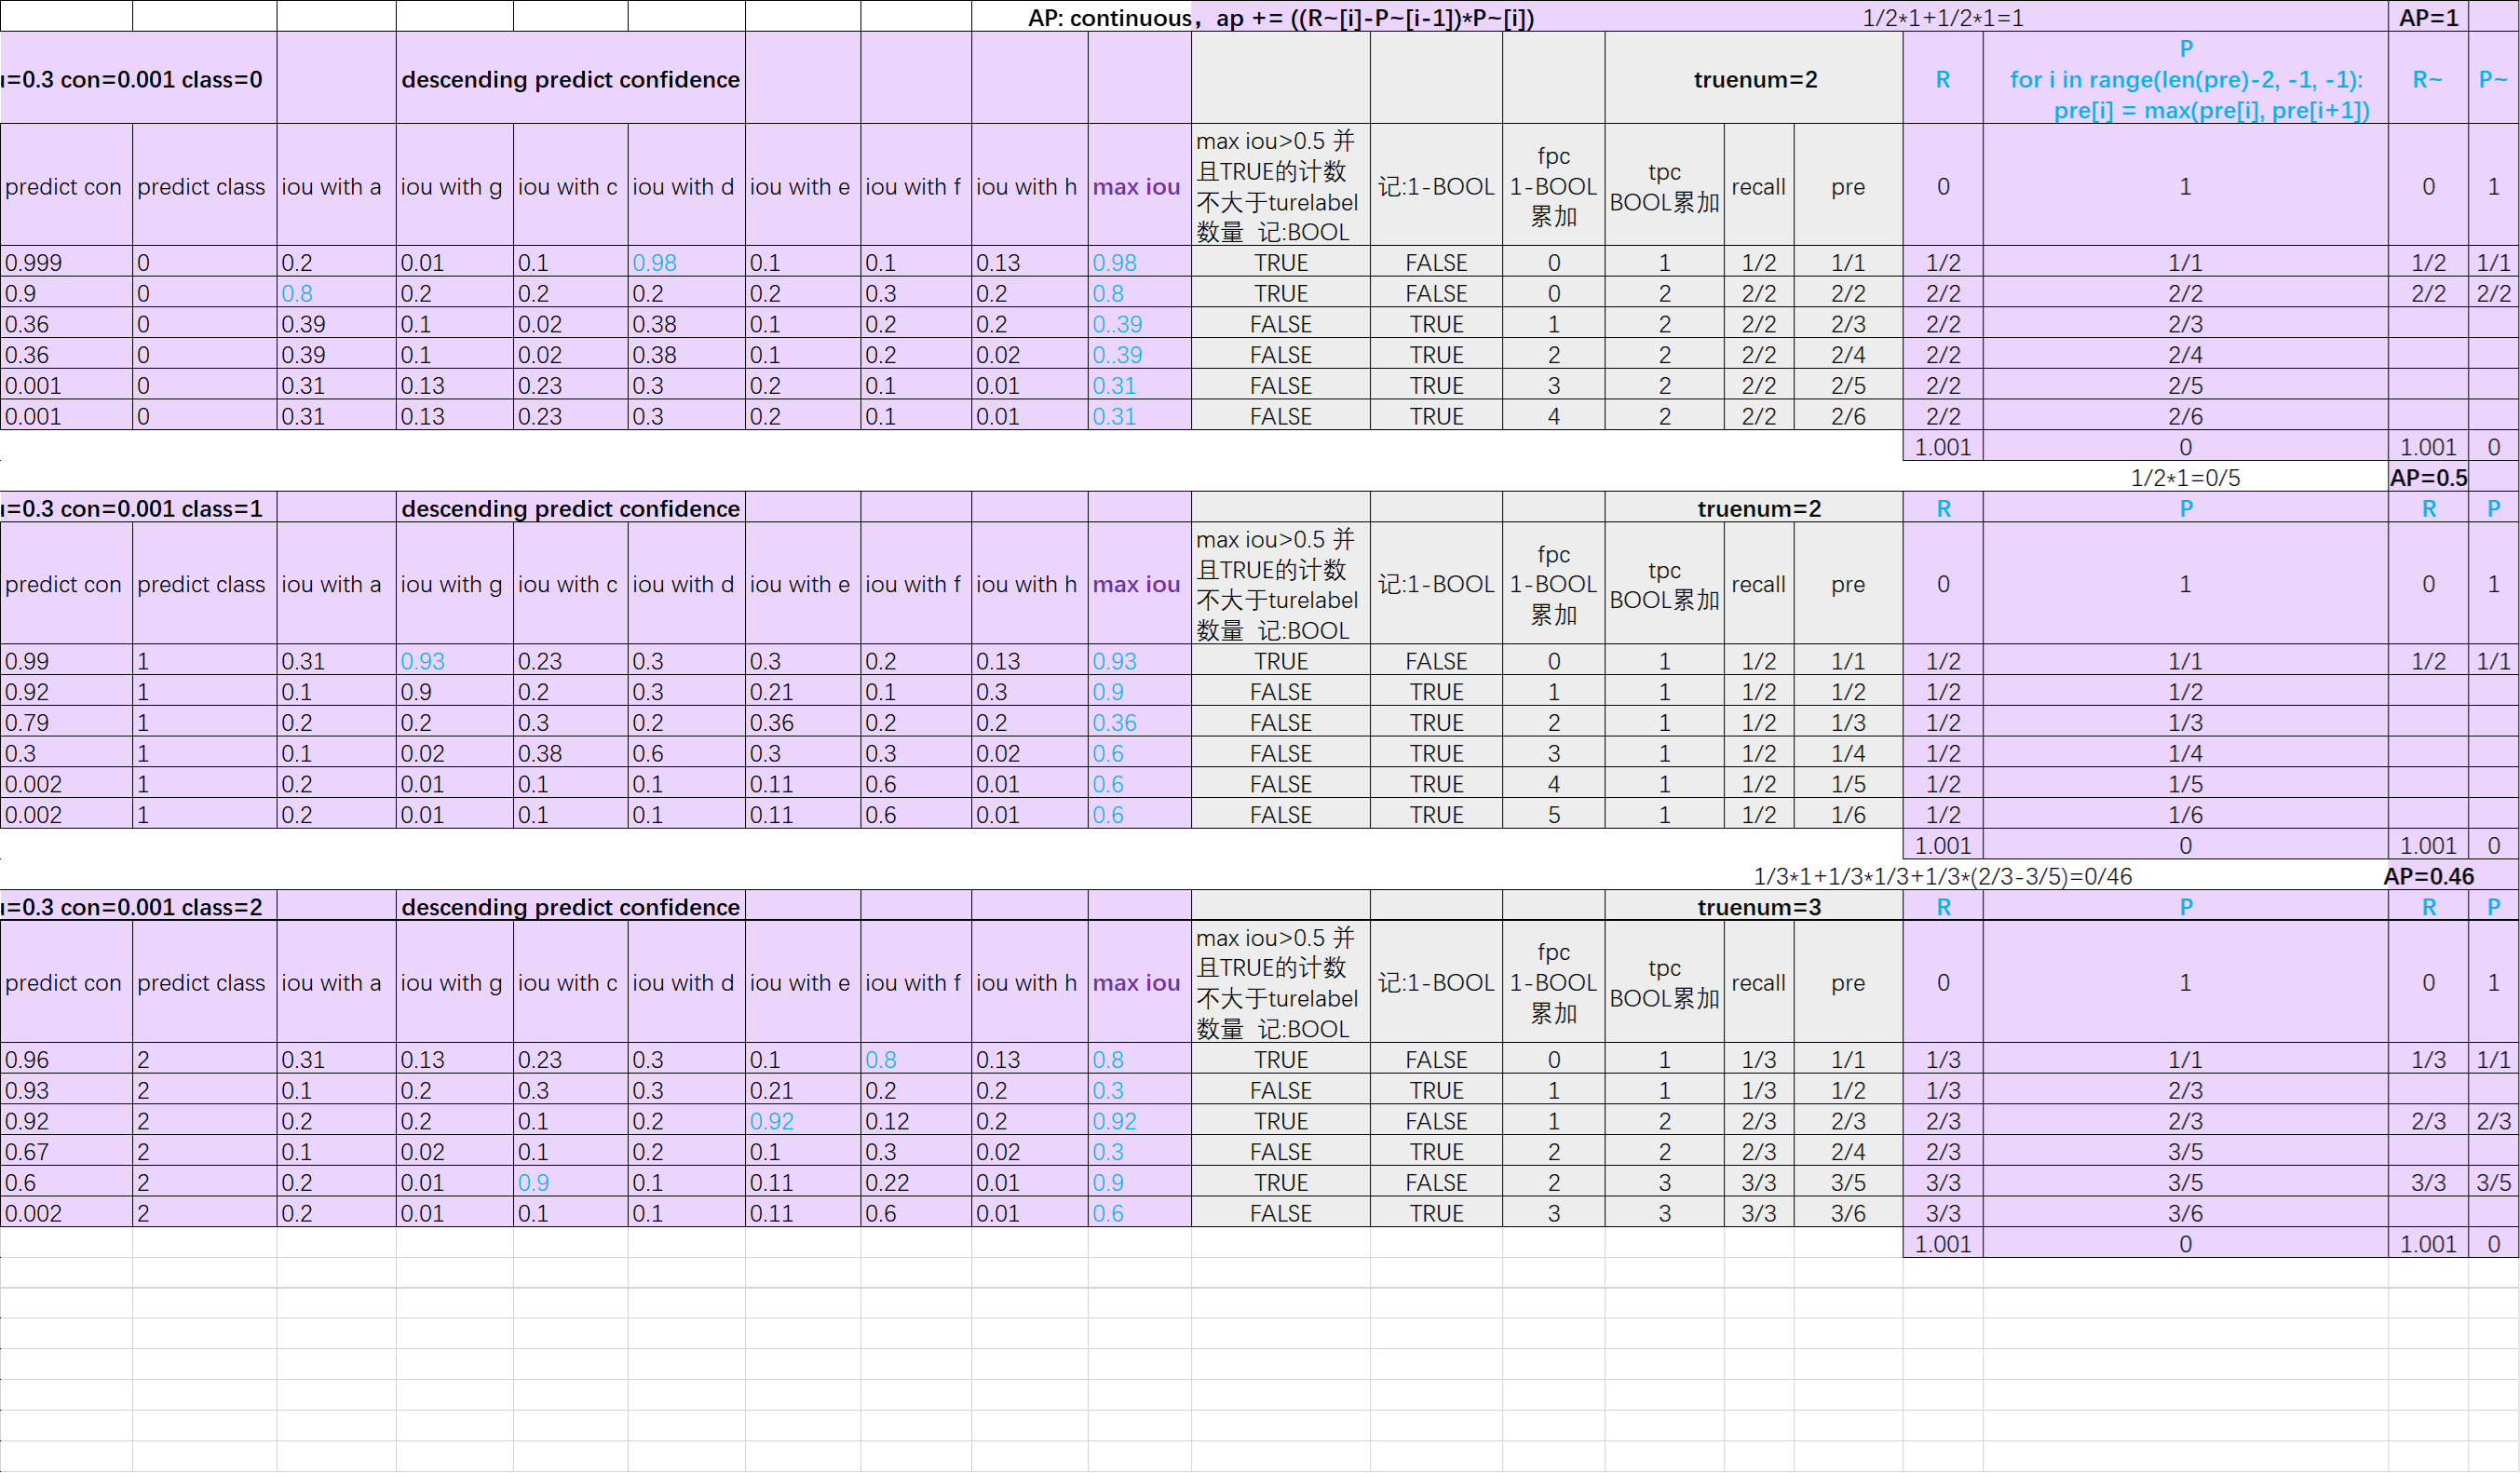 AP: continuous，ap += ((R~[i]-P~[i-1])*P~[i]) 1/2*1+1/2*1=1 AP=1
=0.3 con=0.001 class=0 descending predict confidence truenum=2 R P for i in range(len(pre)-2, -1, -1): pre[i] = max(pre[i], pre[i+1]) R~ P~
predict con predict class iou with a iou with g iou with c iou with d iou with e iou with f iou with h max iou max iou>0.5 并且TRUE的计数不大于turelabel数量 记:BOOL 记:1-BOOL fpc 1-BOOL 累加 tpc BOOL累加 recall pre 0 1 0 1
0.999 0 0.2 0.01 0.1 0.98 0.1 0.1 0.13 0.98 TRUE FALSE 0 1 1/2 1/1 1/2 1/1 1/2 1/1
0.9 0 0.8 0.2 0.2 0.2 0.2 0.3 0.2 0.8 TRUE FALSE 0 2 2/2 2/2 2/2 2/2 2/2 2/2
0.36 0 0.39 0.1 0.02 0.38 0.1 0.2 0.2 0..39 FALSE TRUE 1 2 2/2 2/3 2/2 2/3
0.36 0 0.39 0.1 0.02 0.38 0.1 0.2 0.02 0..39 FALSE TRUE 2 2 2/2 2/4 2/2 2/4
0.001 0 0.31 0.13 0.23 0.3 0.2 0.1 0.01 0.31 FALSE TRUE 3 2 2/2 2/5 2/2 2/5
0.001 0 0.31 0.13 0.23 0.3 0.2 0.1 0.01 0.31 FALSE TRUE 4 2 2/2 2/6 2/2 2/6
1.001 0 1.001 0
1/2*1=0/5 AP=0.5
=0.3 con=0.001 class=1 descending predict confidence truenum=2 R P R P
predict con predict class iou with a iou with g iou with c iou with d iou with e iou with f iou with h max iou max iou>0.5 并且TRUE的计数不大于turelabel数量 记:BOOL 记:1-BOOL fpc 1-BOOL 累加 tpc BOOL累加 recall pre 0 1 0 1
0.99 1 0.31 0.93 0.23 0.3 0.3 0.2 0.13 0.93 TRUE FALSE 0 1 1/2 1/1 1/2 1/1 1/2 1/1
0.92 1 0.1 0.9 0.2 0.3 0.21 0.1 0.3 0.9 FALSE TRUE 1 1 1/2 1/2 1/2 1/2
0.79 1 0.2 0.2 0.3 0.2 0.36 0.2 0.2 0.36 FALSE TRUE 2 1 1/2 1/3 1/2 1/3
0.3 1 0.1 0.02 0.38 0.6 0.3 0.3 0.02 0.6 FALSE TRUE 3 1 1/2 1/4 1/2 1/4
0.002 1 0.2 0.01 0.1 0.1 0.11 0.6 0.01 0.6 FALSE TRUE 4 1 1/2 1/5 1/2 1/5
0.002 1 0.2 0.01 0.1 0.1 0.11 0.6 0.01 0.6 FALSE TRUE 5 1 1/2 1/6 1/2 1/6
1.001 0 1.001 0
1/3*1+1/3*1/3+1/3*(2/3-3/5)=0/46 AP=0.46
=0.3 con=0.001 class=2 descending predict confidence truenum=3 R P R P
predict con predict class iou with a iou with g iou with c iou with d iou with e iou with f iou with h max iou max iou>0.5 并且TRUE的计数不大于turelabel数量 记:BOOL 记:1-BOOL fpc 1-BOOL 累加 tpc BOOL累加 recall pre 0 1 0 1
0.96 2 0.31 0.13 0.23 0.3 0.1 0.8 0.13 0.8 TRUE FALSE 0 1 1/3 1/1 1/3 1/1 1/3 1/1
0.93 2 0.1 0.2 0.3 0.3 0.21 0.2 0.2 0.3 FALSE TRUE 1 1 1/3 1/2 1/3 2/3
0.92 2 0.2 0.2 0.1 0.2 0.92 0.12 0.2 0.92 TRUE FALSE 1 2 2/3 2/3 2/3 2/3 2/3 2/3
0.67 2 0.1 0.02 0.1 0.2 0.1 0.3 0.02 0.3 FALSE TRUE 2 2 2/3 2/4 2/3 3/5
0.6 2 0.2 0.01 0.9 0.1 0.11 0.22 0.01 0.9 TRUE FALSE 2 3 3/3 3/5 3/3 3/5 3/3 3/5
0.002 2 0.2 0.01 0.1 0.1 0.11 0.6 0.01 0.6 FALSE TRUE 3 3 3/3 3/6 3/3 3/6
1.001 0 1.001 0